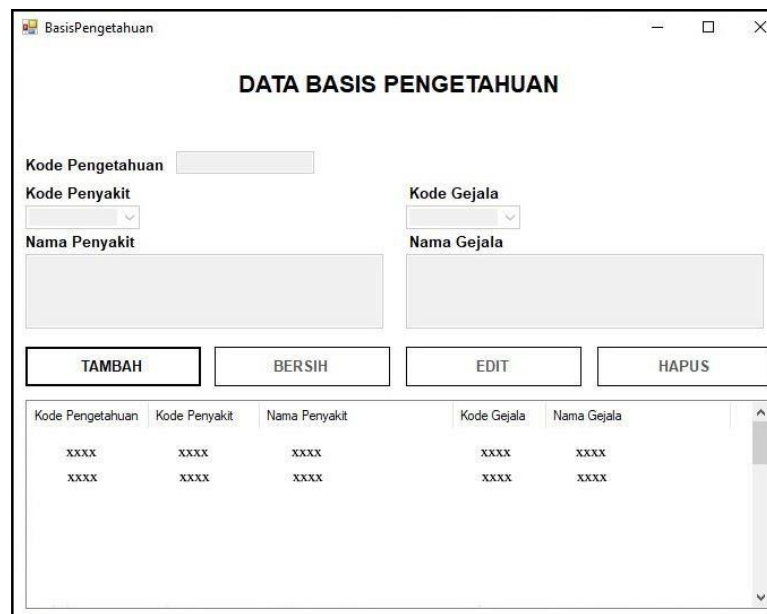 BasisPengetahuan
DATA BASIS PENGETAHUAN
Kode Pengetahuan
Kode Penyakit Kode Gejala
Nama Penyakit Nama Gejala
TAMBAH BERSIH EDIT HAPUS
Kode Pengetahuan Kode Penyakit Nama Penyakit Kode Gejala Nama Gejala
xxxx xxxx xxxx xxxx xxxx
xxxx xxxx xxxx xxxx xxxx